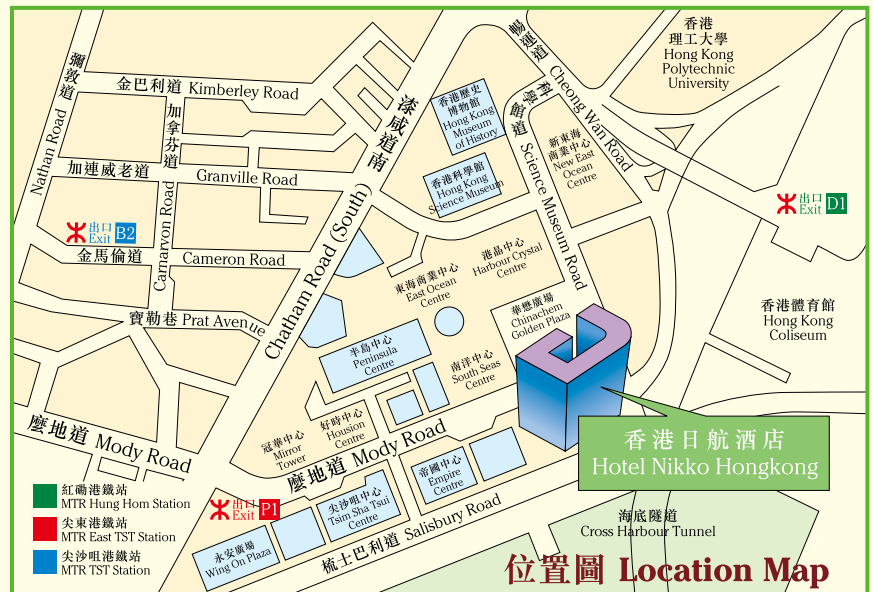 香港
理工大學
Hong Kong
Polytechnic
University
暢運道
Cheong Wan Road
彌敦道
Nathan Road
金巴利道 Kimberley Road
加拿芬道
Carnarvon Road
漆咸道南
Chatham Road (South)
科學館道
Science Museum Road
香港歷史
博物館
Hong Kong
Museum
of History
新東海
商業中心
New East
Ocean
Centre
加連威老道
Granville Road
香港科學館
Hong Kong
Science Museum
出口
Exit
D1
出口
Exit
B2
金馬倫道
Cameron Road
港晶中心
Harbour Crystal
Centre
東海商業中心
East Ocean
Centre
寶勒巷 Prat Avenue
華懋廣場
Chinachem
Golden Plaza
香港體育館
Hong Kong
Coliseum
半島中心
Peninsula
Centre
南洋中心
South Seas
Centre
好時中心
Housion
Centre
冠華中心
Mirror
Tower
麼地道 Mody Road
麼地道 Mody Road
香港日航酒店
Hotel Nikko Hongkong
帝國中心
Empire
Centre
尖沙咀中心
Tsim Sha Tsui
Centre
出口
Exit
P1
永安廣場
Wing On Plaza
梳士巴利道 Salisbury Road
海底隧道
Cross Harbour Tunnel
紅磡港鐵站
MTR Hung Hom Station
尖東港鐵站
MTR East TST Station
尖沙咀港鐵站
MTR TST Station
位置圖 Location Map